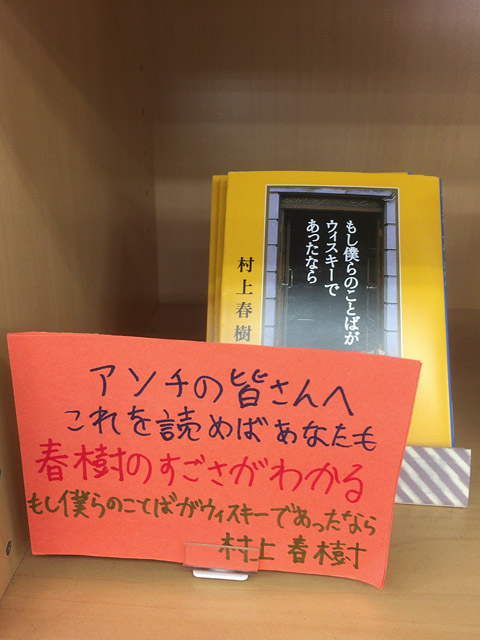 もし僕らのことばが
ウィスキーで
あったなら
村上春樹
アンチの皆さんへ
これを読めばあなたも
春樹のすごさがわかる
もし僕らのことばがウィスキーであったなら
村上春樹